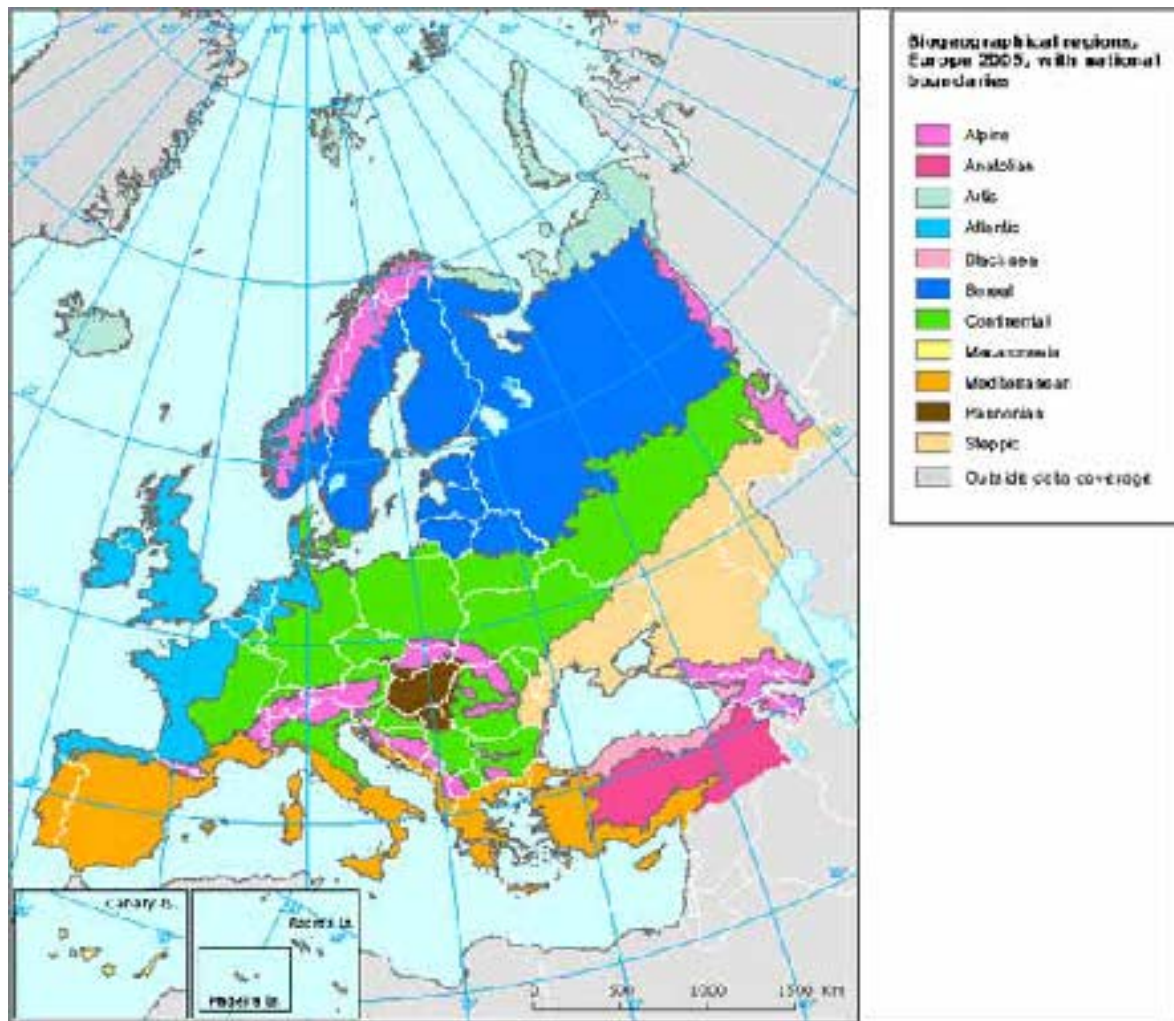 Biogeographical regions,
Europe 2005, with national
boundaries
Alpine
Anatolian
Artic
Atlantic
Black sea
Boreal
Continental
Macaronesia
Mediterranean
Pannonian
Steppic
Outside data coverage
Canary Is.
Azores Is.
Madeira Is.
0 500 1000 1500 Km